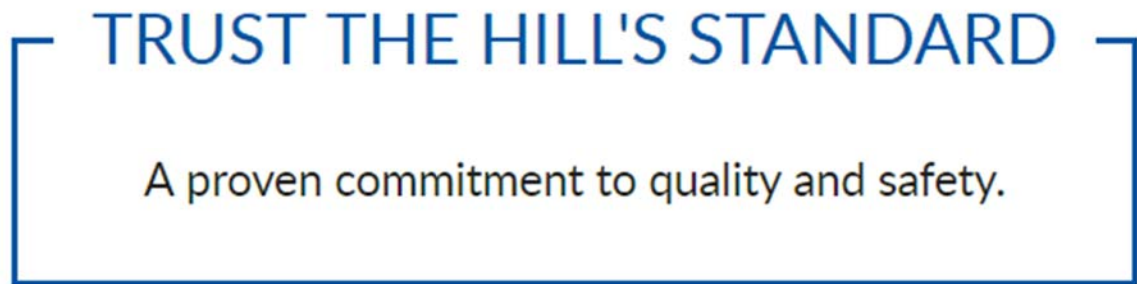 TRUST THE HILL'S STANDARD
A proven commitment to quality and safety.